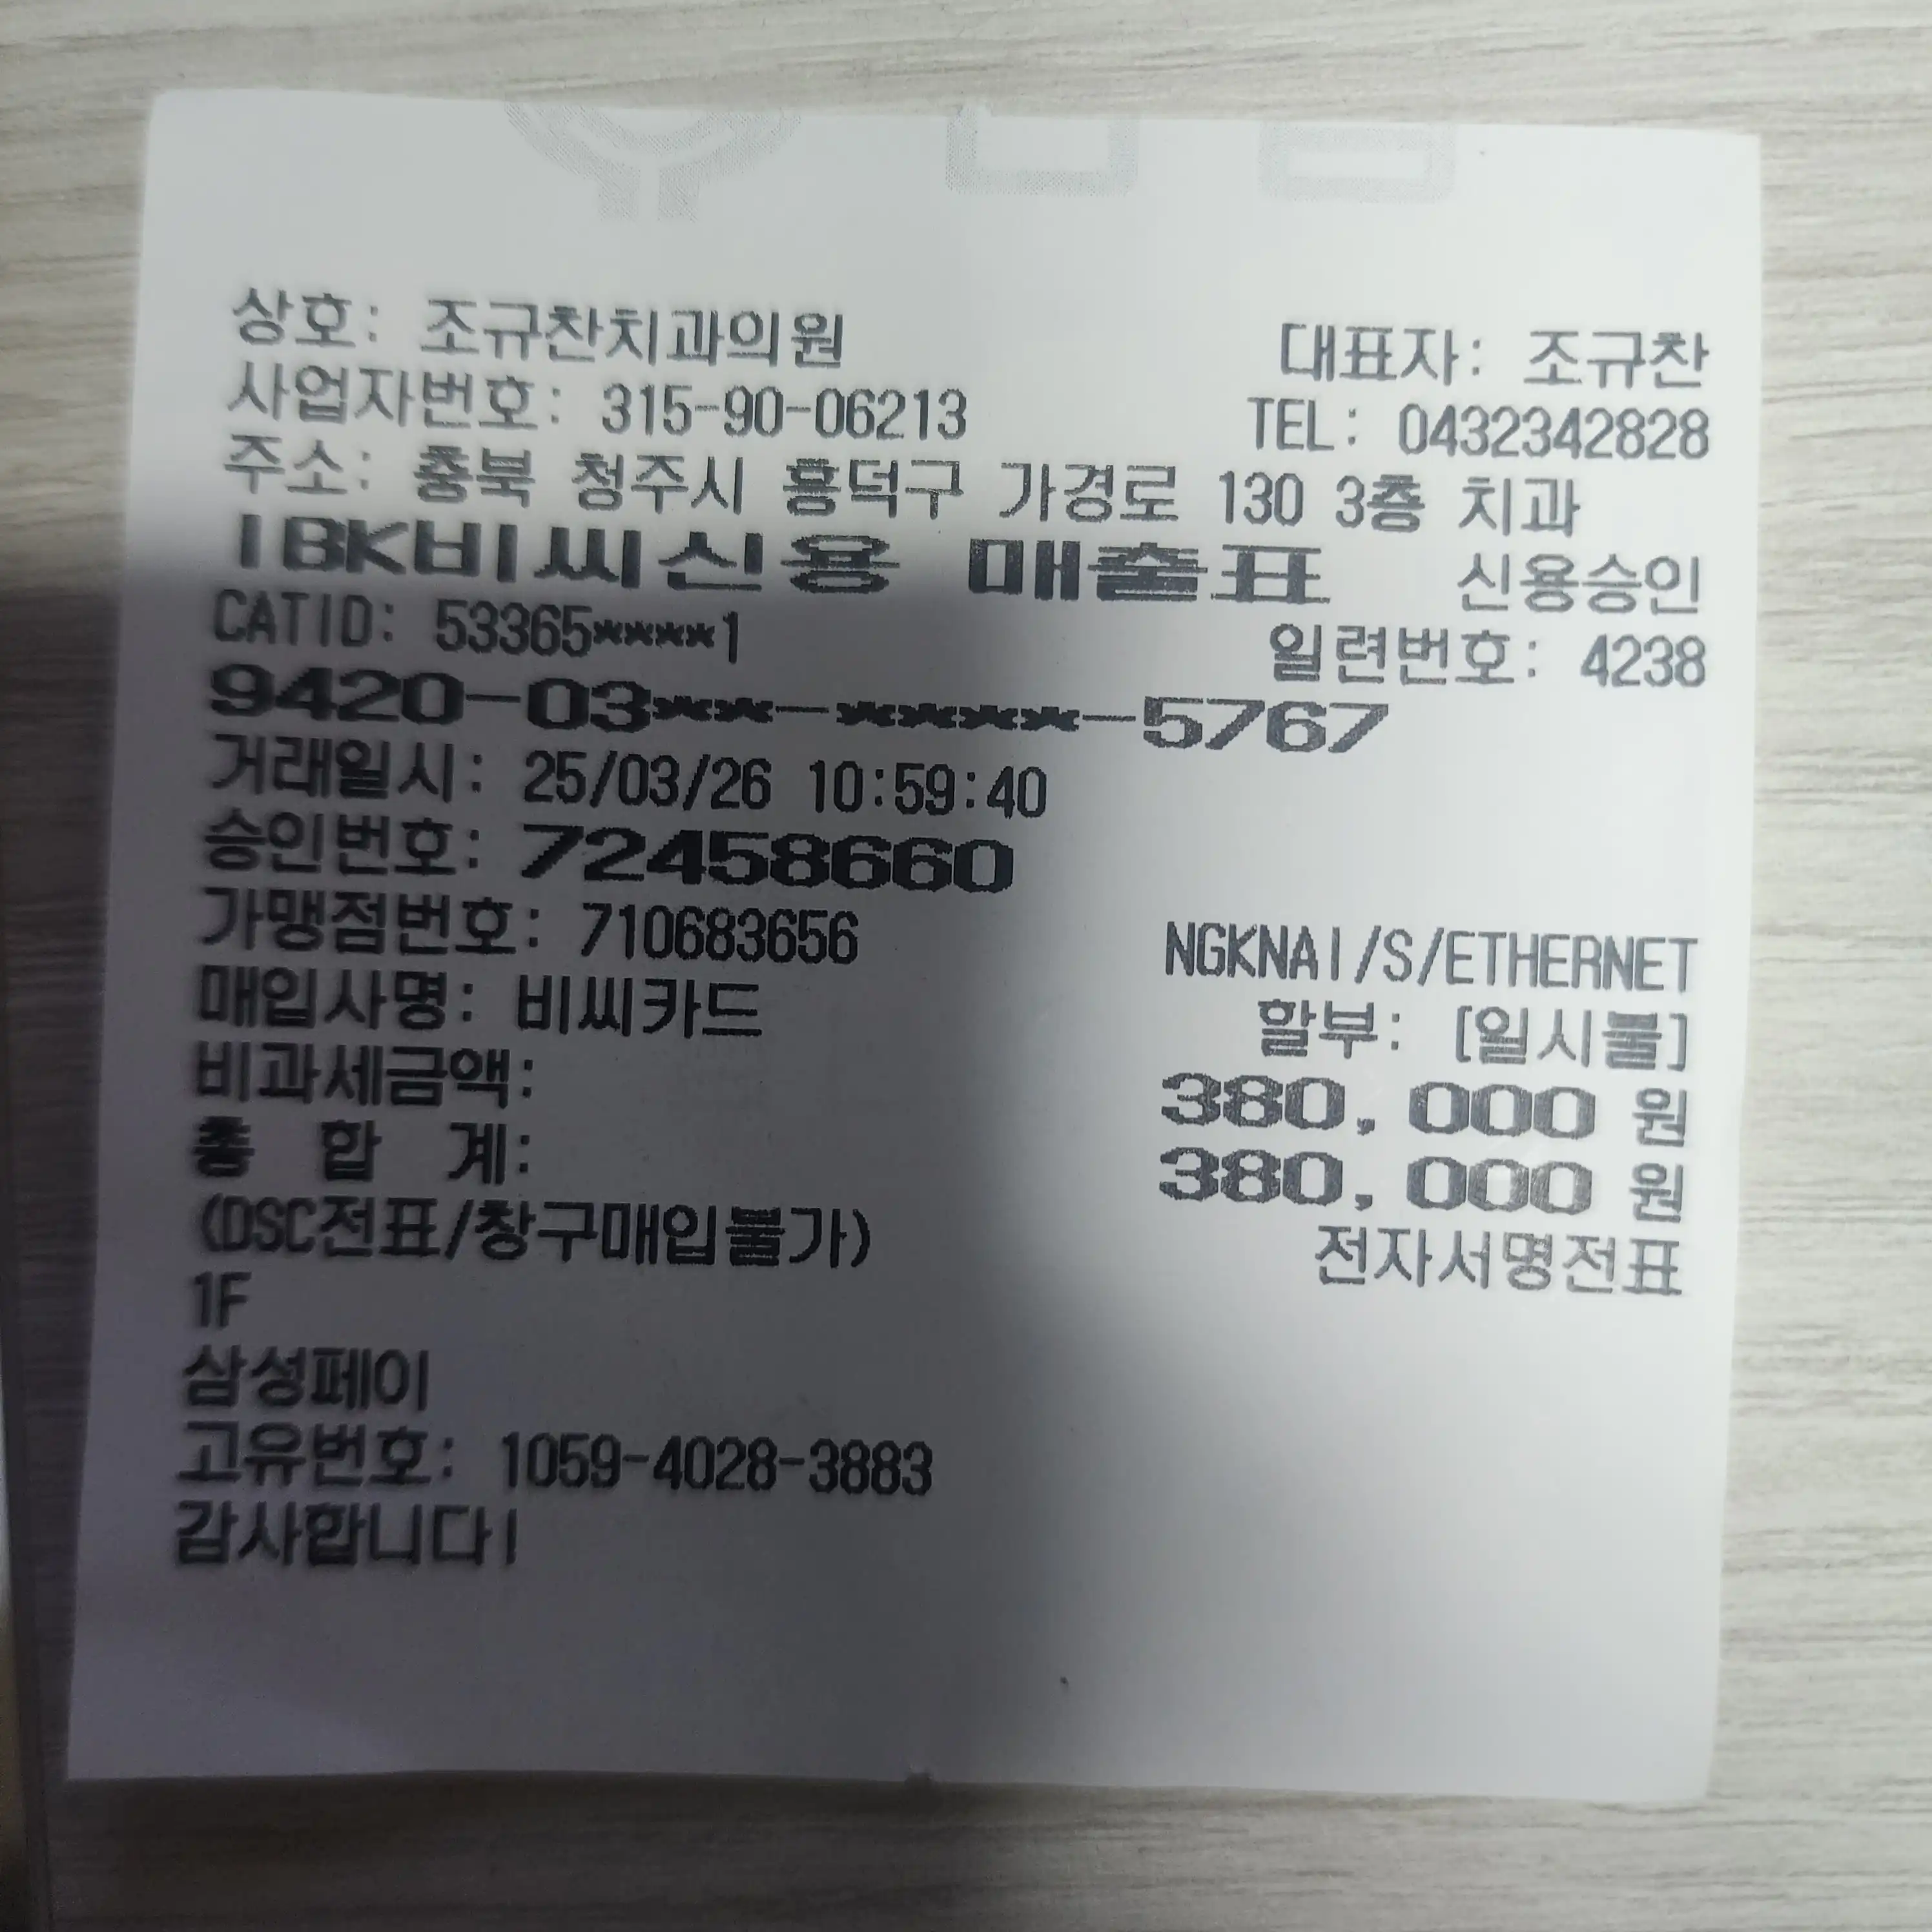 상호: 조규찬치과의원 대표자: 조규찬
사업자번호: 315-90-06213 TEL: 0432342828
주소: 충북 청주시 흥덕구 가경로 130 3층 치과
IBK비씨신용 매출표 신용승인
CATID: 53365****1 일련번호: 4238
9420-03**-****-5767
거래일시: 25/03/26 10:59:40
승인번호: 72458660
가맹점번호: 710683656 NGKNAI/S/ETHERNET
매입사명: 비씨카드 할부: [일시불]
비과세금액: 380,000 원
총 합 계: 380,000 원
(DSC전표/창구매입불가) 전자서명전표
1F
삼성페이
고유번호: 1059-4028-3883
감사합니다!